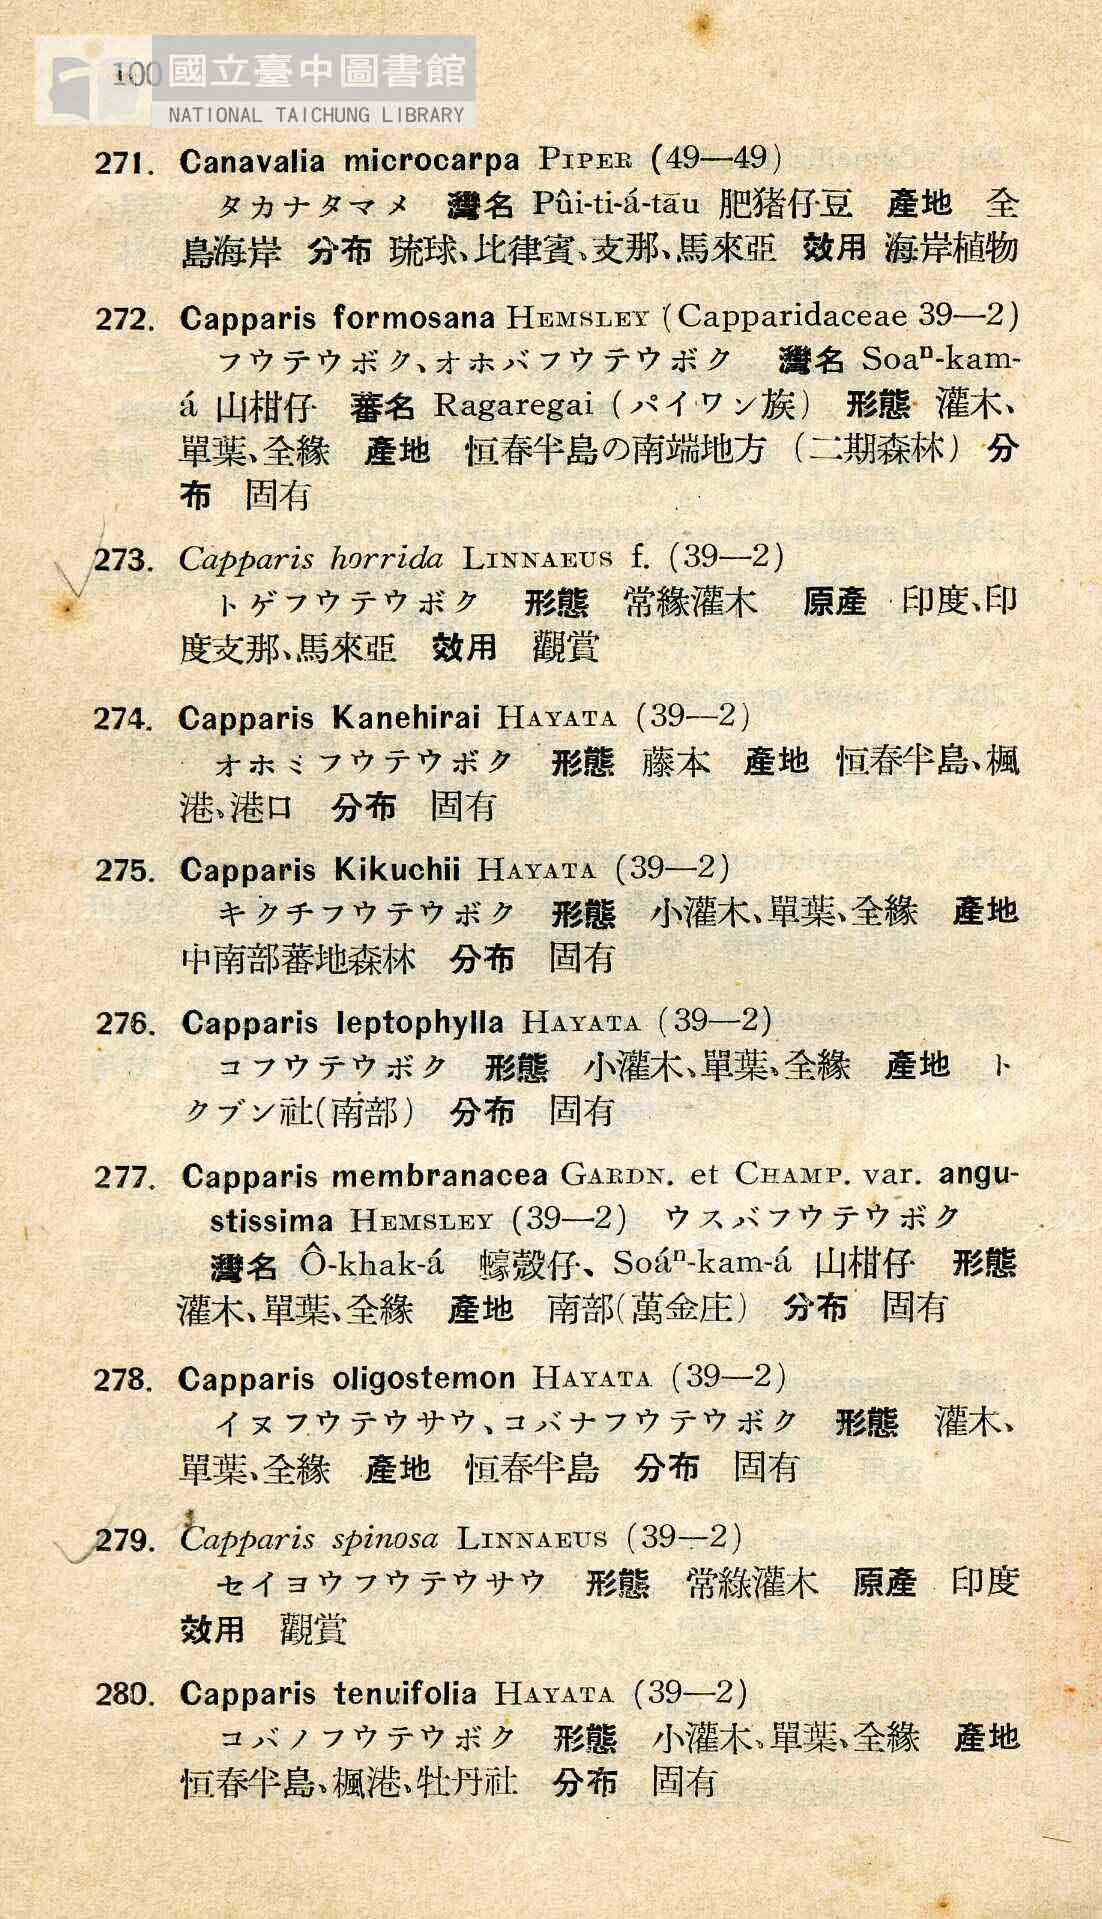 100 國立臺中圖書館
NATIONAL TAICHUNG LIBRARY
271. Canavalia microcarpa PIPER (49—49)
タカナタマメ 灣名 Pûi-ti-á-tāu 肥猪仔豆 產地 全
島海岸 分布 琉球、比律賓、支那、馬來亞 效用 海岸植物
272. Capparis formosana HEMSLEY (Capparidaceae 39—2)
フウテウボク、オホバフウテウボク 灣名 Soaⁿ-kam-
á 山柑仔 蕃名 Ragaregai (パイワン族) 形態 灌木、
單葉、全緣 產地 恒春半島の南端地方 (二期森林) 分
布 固有
273. Capparis horrida LINNAEUS f. (39—2)
トゲフウテウボク 形態 常緣灌木 原產 印度、印
度支那、馬來亞 效用 觀賞
274. Capparis Kanehirai HAYATA (39—2)
オホミフウテウボク 形態 藤本 產地 恒春半島、楓
港、港口 分布 固有
275. Capparis Kikuchii HAYATA (39—2)
キクチフウテウボク 形態 小灌木、單葉、全緣 產地
中南部蕃地森林 分布 固有
276. Capparis leptophylla HAYATA (39—2)
コフウテウボク 形態 小灌木、單葉、全緣 產地 ト
クブン社(南部) 分布 固有
277. Capparis membranacea GARDN. et CHAMP. var. angu-
stissima HEMSLEY (39—2) ウスバフウテウボク
灣名 Ô-khak-á 蠔殼仔、Soáⁿ-kam-á 山柑仔 形態
灌木、單葉、全緣 產地 南部(萬金庄) 分布 固有
278. Capparis oligostemon HAYATA (39—2)
イヌフウテウサウ、コバナフウテウボク 形態 灌木、
單葉、全緣 產地 恒春半島 分布 固有
279. Capparis spinosa LINNAEUS (39—2)
セイヨウフウテウサウ 形態 常綠灌木 原產 印度
效用 觀賞
280. Capparis tenuifolia HAYATA (39—2)
コバノフウテウボク 形態 小灌木、單葉、全緣 產地
恒春半島、楓港、牡丹社 分布 固有